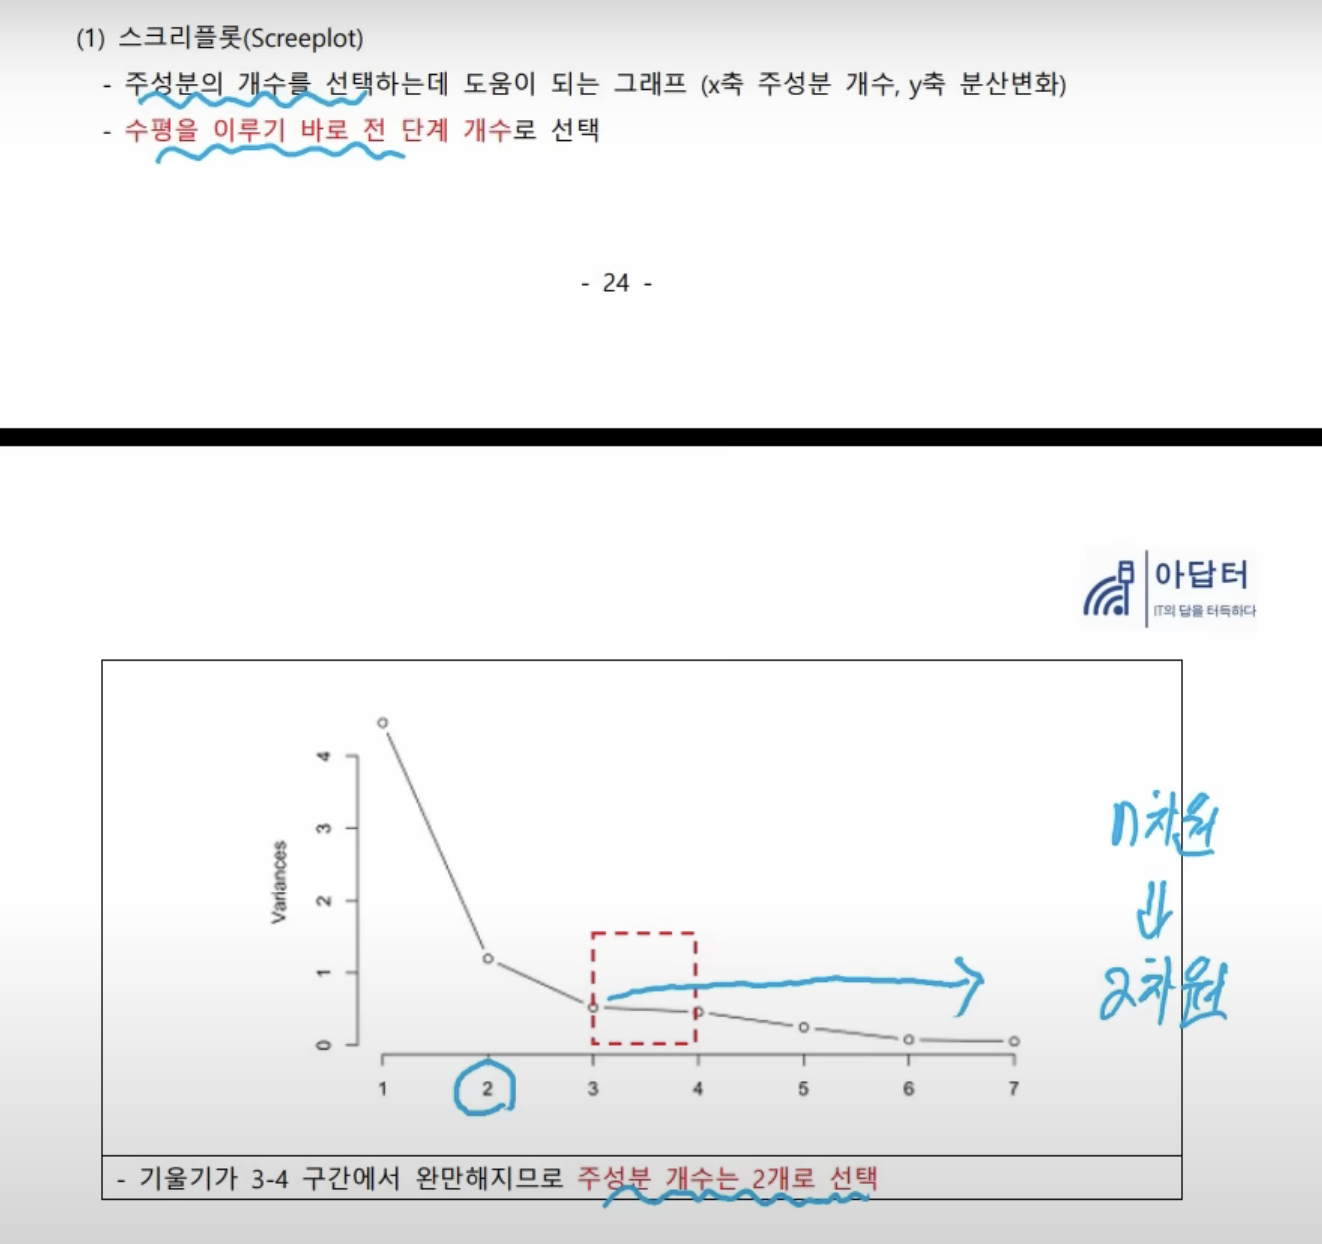 (1) 스크리플롯(Screeplot)
- 주성분의 개수를 선택하는데 도움이 되는 그래프 (x축 주성분 개수, y축 분산변화)
- 수평을 이루기 바로 전 단계 개수로 선택
- 24 -
아답터
IT의 답을 터득하다
4
3
2
1
0
Variances
1 2 3 4 5 6 7
n차원
2차원
- 기울기가 3-4 구간에서 완만해지므로 주성분 개수는 2개로 선택